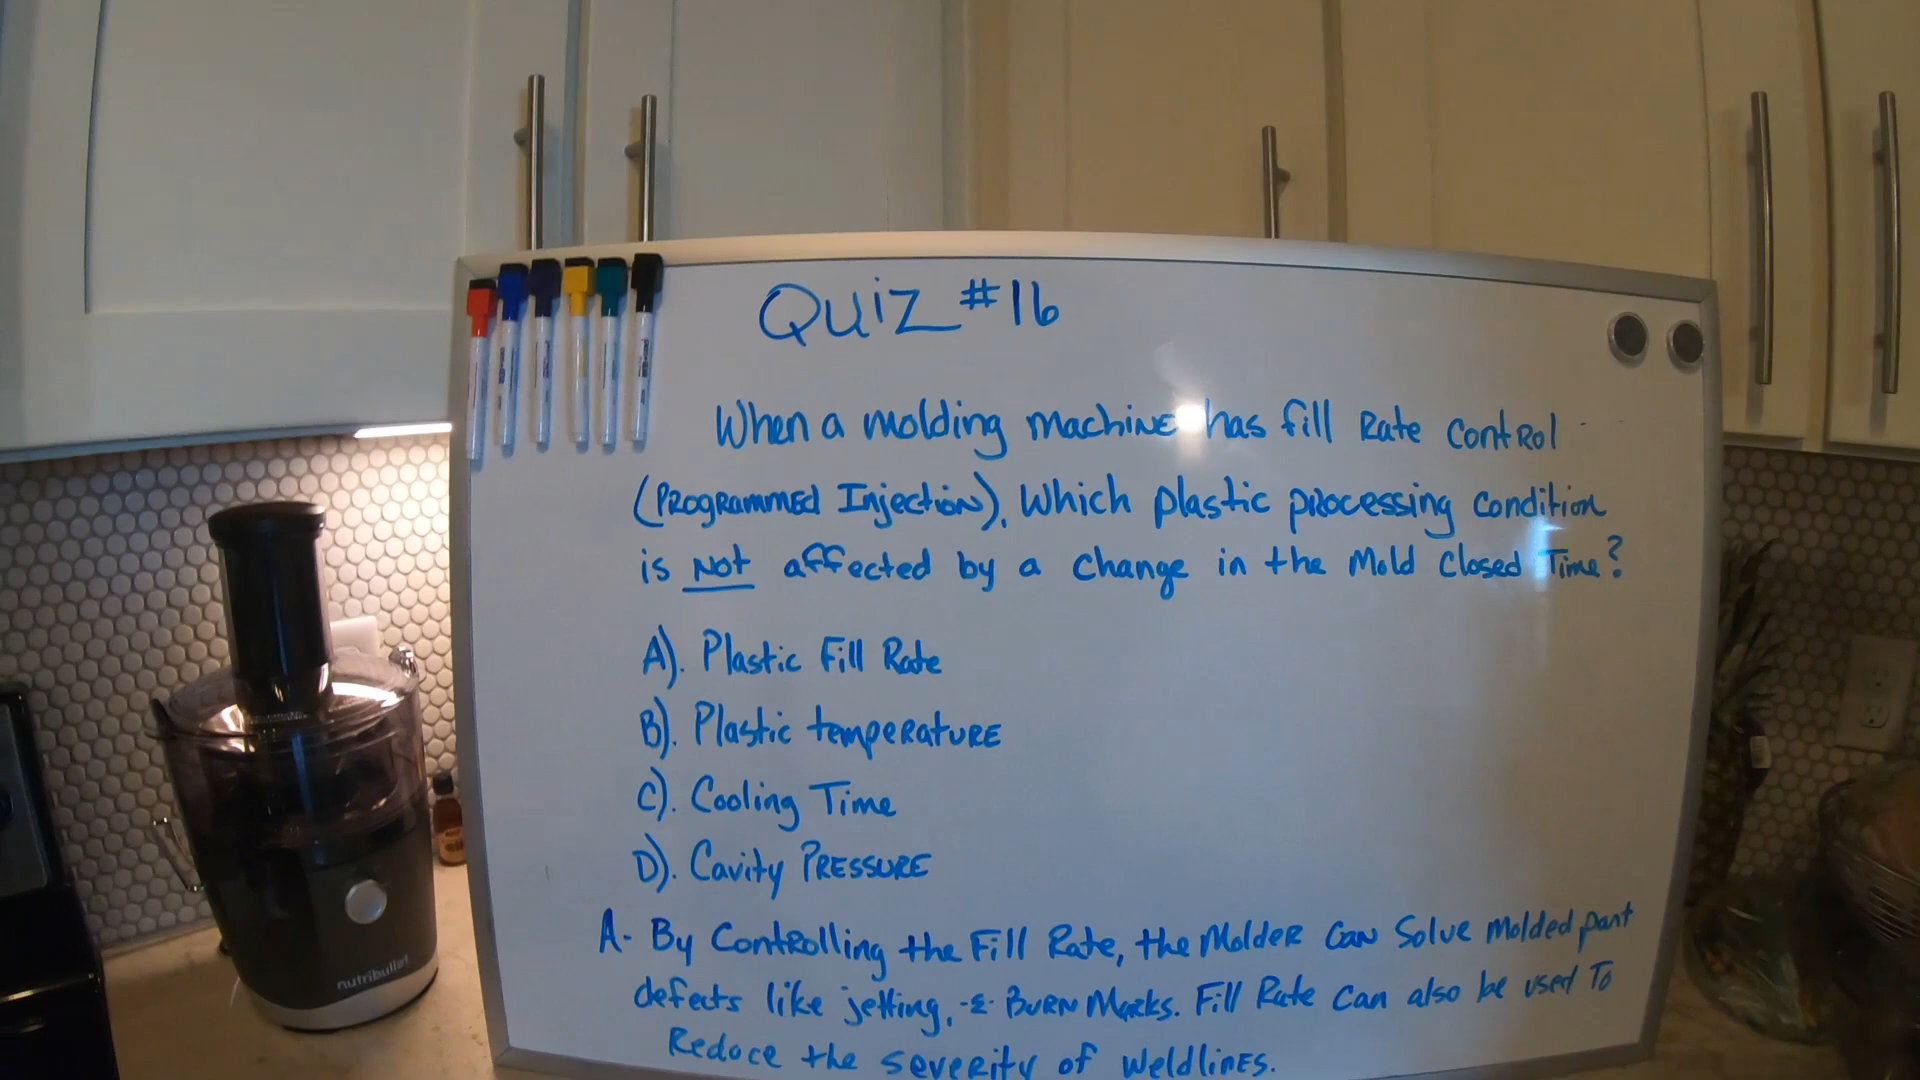 QUIZ #16
When a molding machine has fill Rate control
(Programmed Injection), Which plastic processing condition
is Not affected by a change in the Mold Closed Time?
A). Plastic Fill Rate
B). Plastic temperature
C). Cooling Time
D). Cavity Pressure
A- By Controlling the Fill Rate, the Molder Can Solve Molded part
defects like jetting, & Burn Marks. Fill Rate can also be used To
Reduce the severity of weldlines.
nutribullet